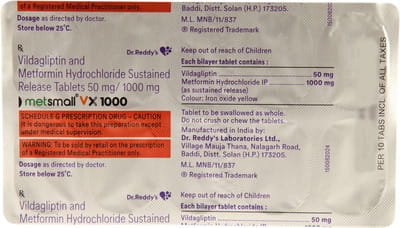 of a Registered Medical Practitioner only.
Dosage as directed by doctor.
Store below 25°C.
Rx
Dr.Reddy's
Vildagliptin and
Metformin Hydrochloride Sustained
Release Tablets 50 mg/ 1000 mg
metsmall® VX 1000
SCHEDULE G PRESCRIPTION DRUG – CAUTION
It is dangerous to take this preparation except
under medical supervision.
WARNING: To be sold by retail on the prescription
of a Registered Medical Practitioner only.
Dosage as directed by doctor.
Store below 25°C.
Rx
Dr.Reddy's
Vildagliptin and
Metformin Hydrochloride Sustained
Baddi, Distt. Solan (H.P.) 173205.
M.L. MNB/11/837
® Registered Trademark
Keep out of reach of Children
Each bilayer tablet contains :
Vildagliptin 50 mg
Metformin Hydrochloride IP 1000 mg
(as sustained release)
Colour: Iron oxide yellow
Tablet to be swallowed as whole.
Do not crush or chew the tablets.
Manufactured in India by:
Dr. Reddy's Laboratories Ltd.,
Village Mauja Thana, Nalagarh Road,
Baddi, Distt. Solan (H.P.) 173205.
M.L. MNB/11/837
® Registered Trademark
Keep out of reach of Children
Each bilayer tablet contains :
Vildagliptin 50 mg
Metformin Hydrochloride IP 1000 mg
150082024
150082024
PER 10 TABS INCL OF ALL TAXES